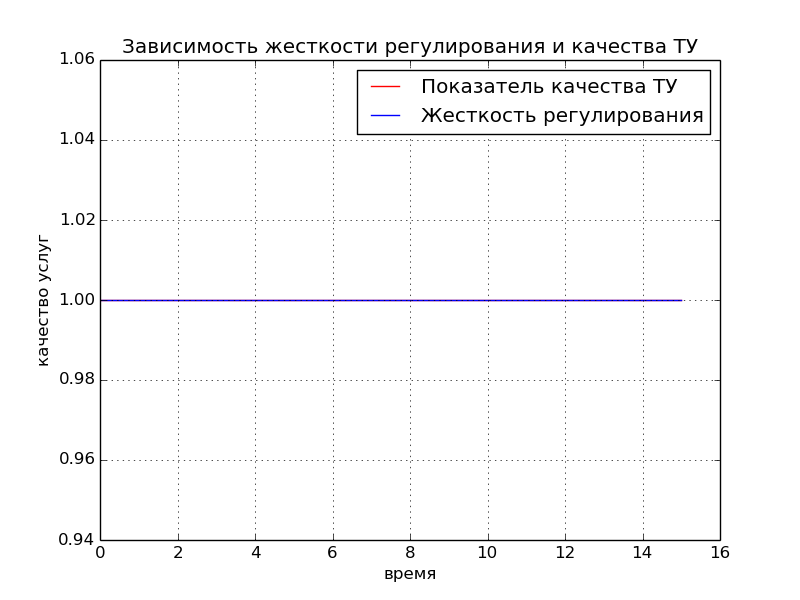 Зависимость жесткости регулирования и качества ТУ
1.06
1.04
1.02
1.00
0.98
0.96
0.94
качество услуг
Показатель качества ТУ
Жесткость регулирования
0 2 4 6 8 10 12 14 16
время